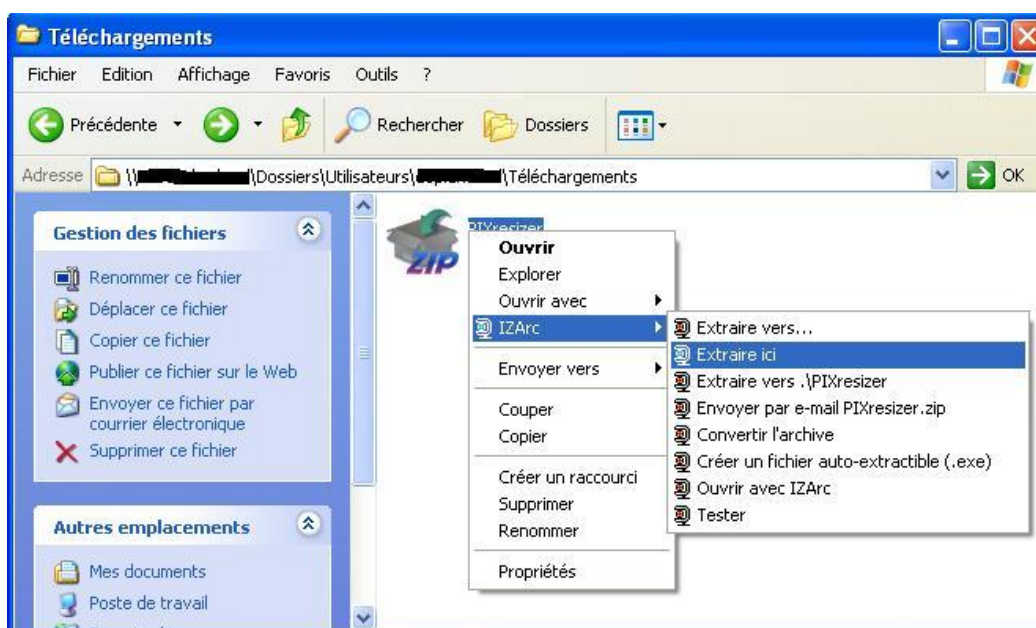 Téléchargements
Fichier Edition Affichage Favoris Outils ?
Précédente Rechercher Dossiers
Adresse \\ \Dossiers\Utilisateurs\ \Téléchargements OK
Gestion des fichiers
Renommer ce fichier
Déplacer ce fichier
Copier ce fichier
Publier ce fichier sur le Web
Envoyer ce fichier par
courrier électronique
Supprimer ce fichier
Autres emplacements
Mes documents
Poste de travail
ZIP
PIXresizer
Ouvrir
Explorer
Ouvrir avec
IZArc
Envoyer vers
Couper
Copier
Créer un raccourci
Supprimer
Renommer
Propriétés
Extraire vers...
Extraire ici
Extraire vers .\PIXresizer
Envoyer par e-mail PIXresizer.zip
Convertir l'archive
Créer un fichier auto-extractible (.exe)
Ouvrir avec IZArc
Tester